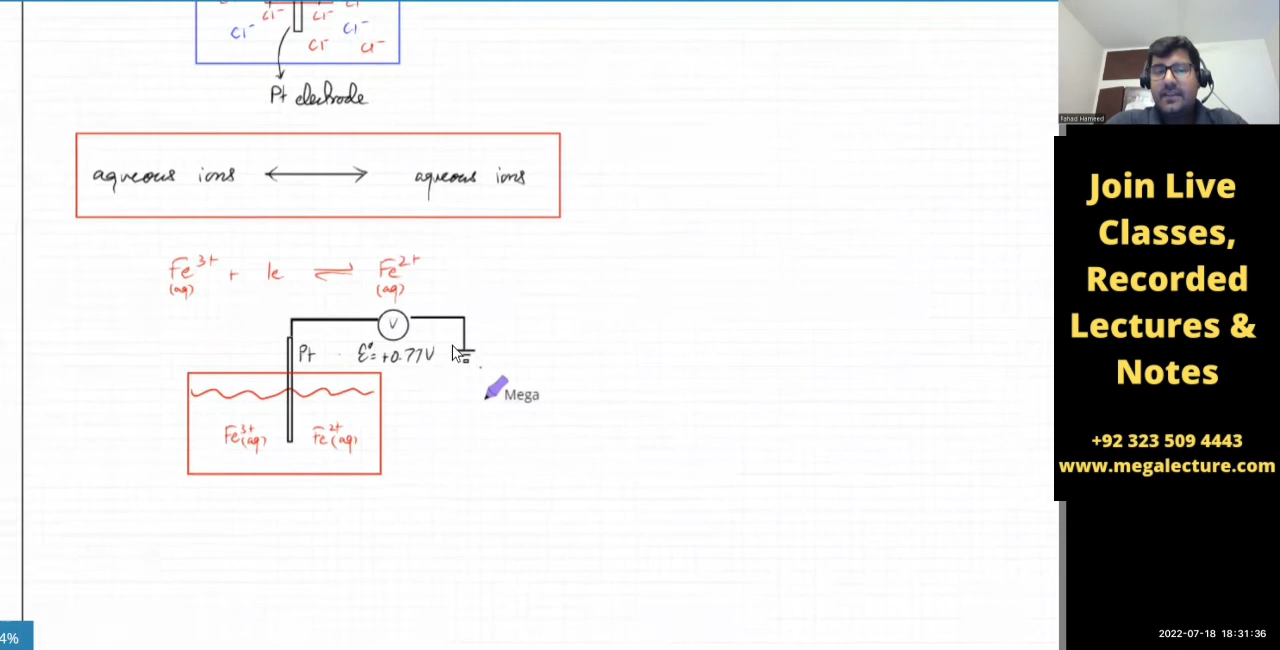 Cl⁻ Cl⁻ Cl⁻
Cl⁻ Cl⁻
Cl⁻ Cl⁻
Pt electrode
aqueous ions ⟷ aqueous ions
Fe³⁺ + 1e ⇌ Fe²⁺
(aq) (aq)
V
Pt E°= +0.77V
Mega
Fe³⁺(aq) Fe²⁺(aq)
4%
Fahad Hameed
Join Live
Classes,
Recorded
Lectures &
Notes
+92 323 509 4443
www.megalecture.com
2022-07-18 18:31:36